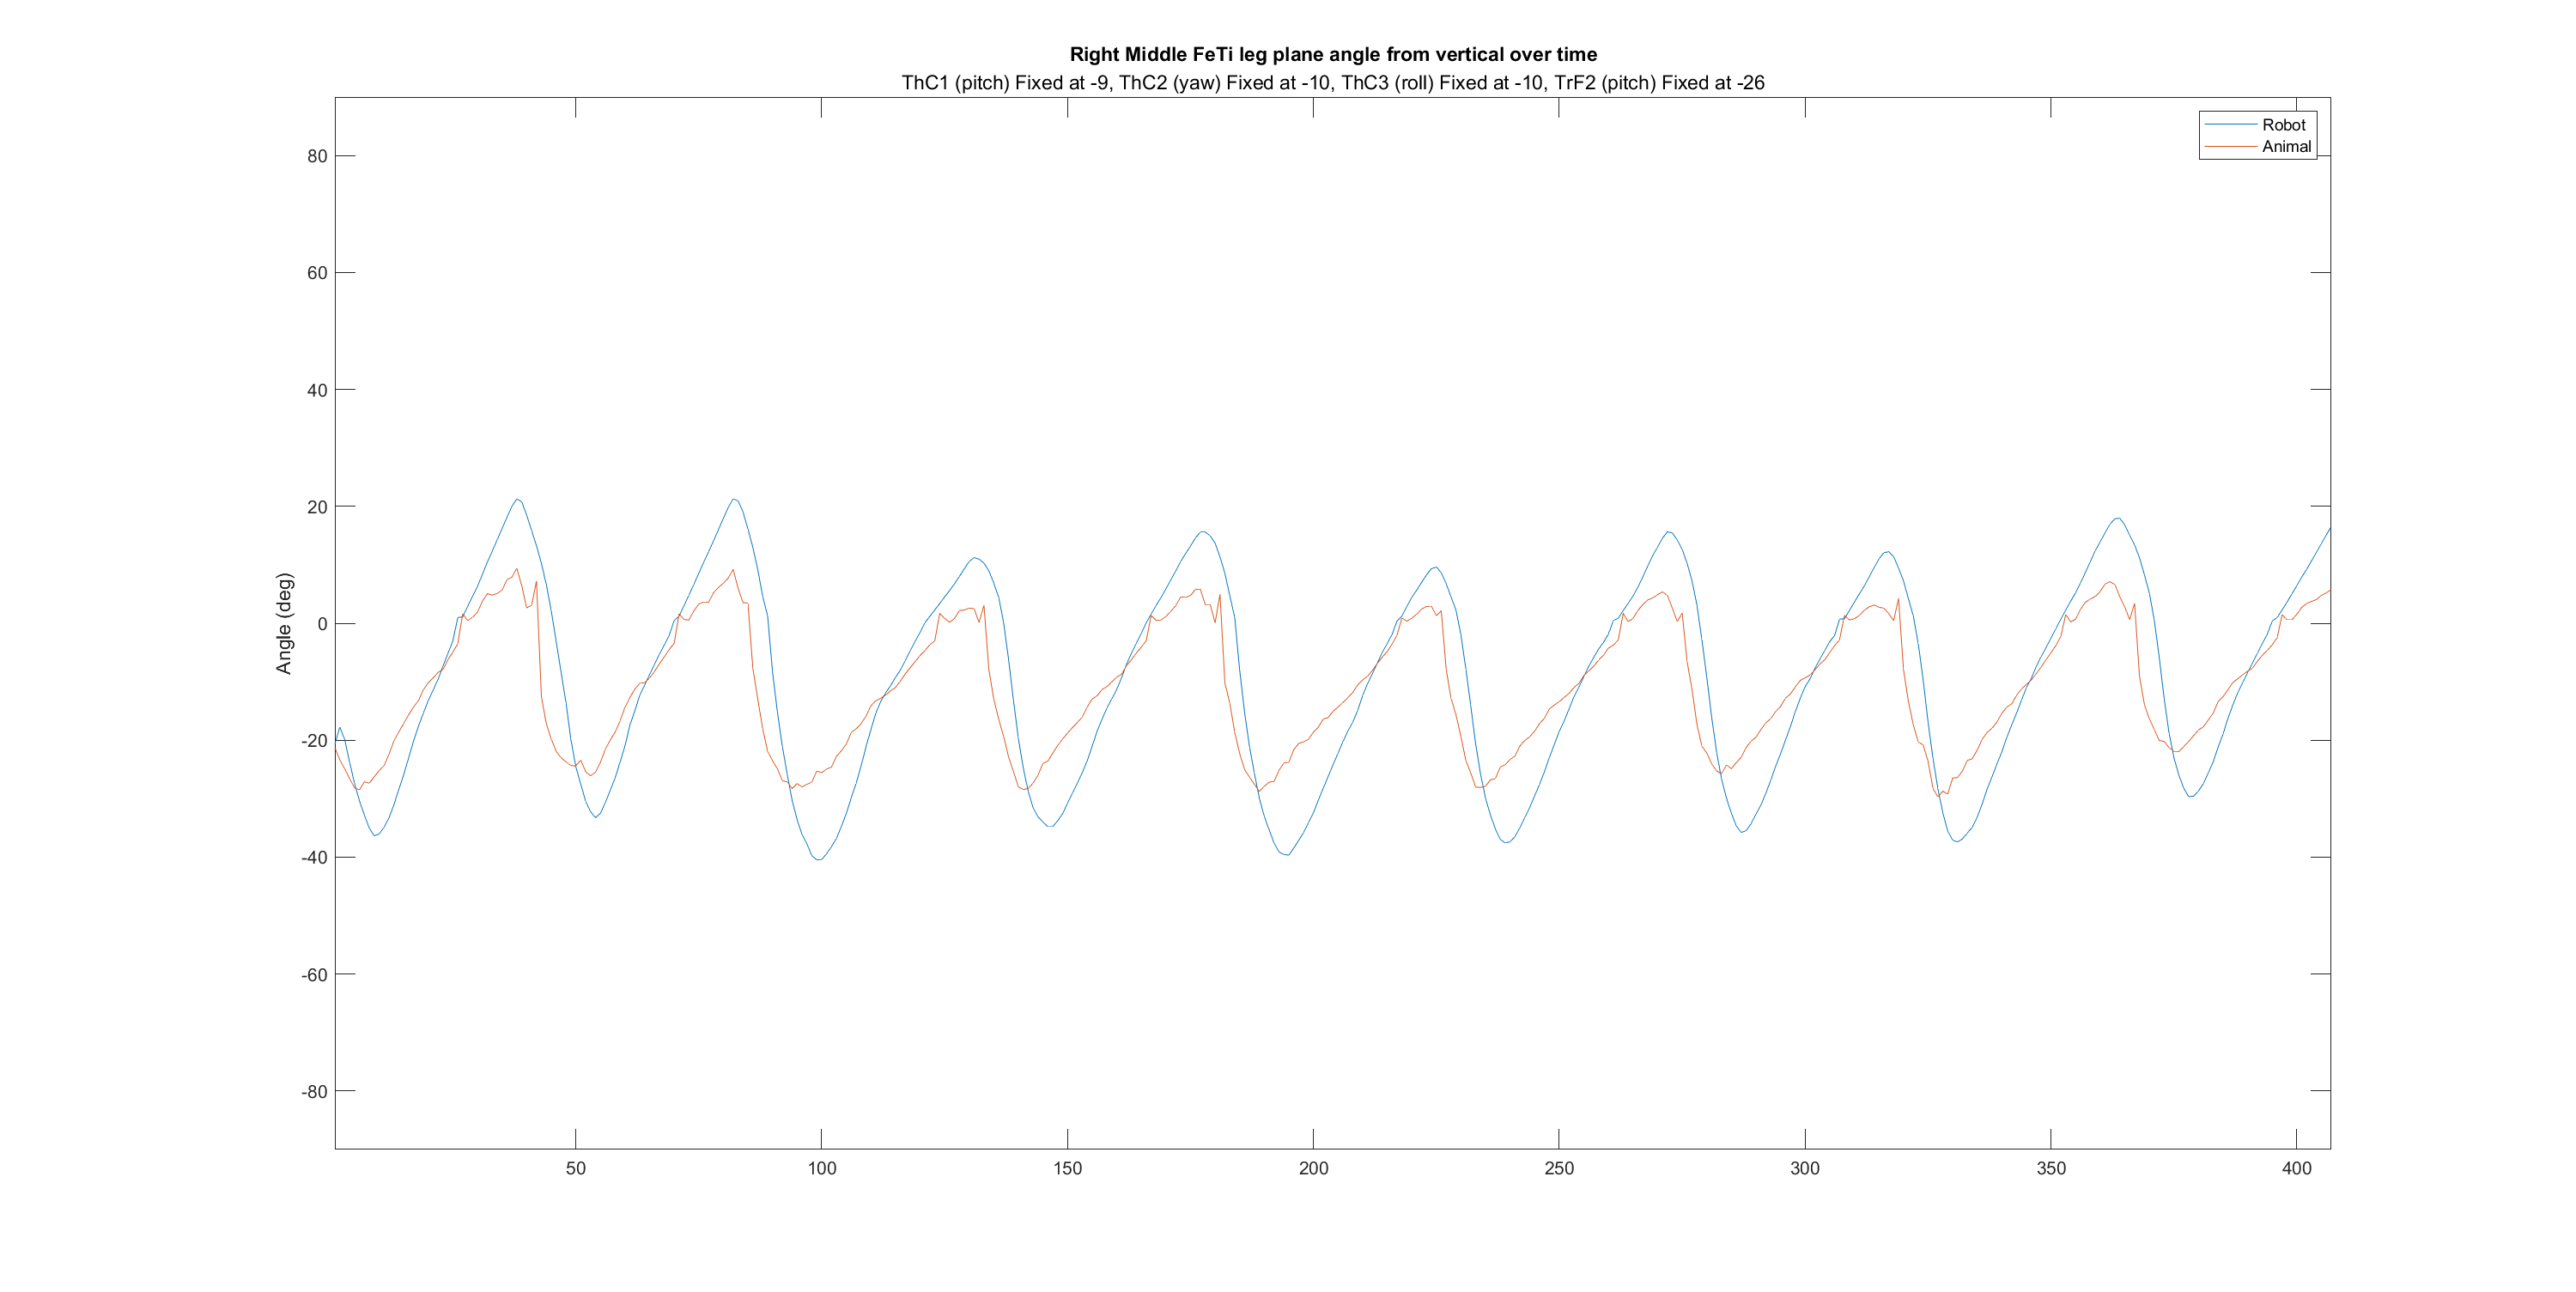 Right Middle FeTi leg plane angle from vertical over time
ThC1 (pitch) Fixed at -9, ThC2 (yaw) Fixed at -10, ThC3 (roll) Fixed at -10, TrF2 (pitch) Fixed at -26
Robot
Animal
80
60
40
20
0
-20
-40
-60
-80
Angle (deg)
50 100 150 200 250 300 350 400